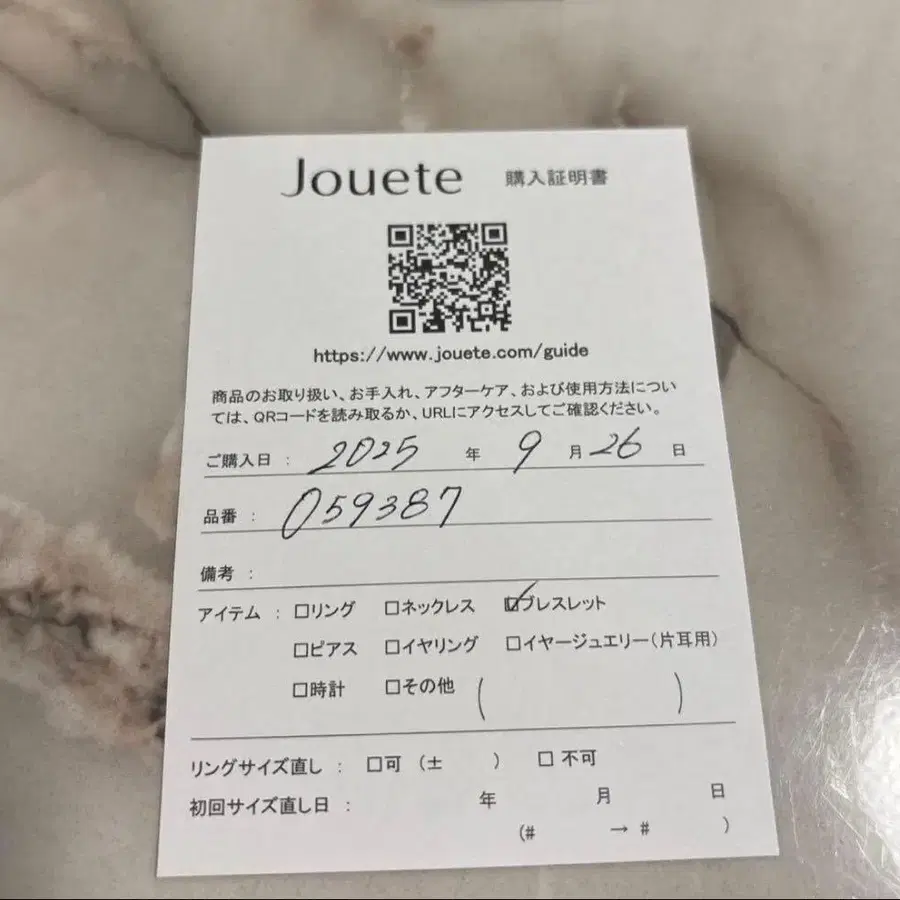 Jouete 購入証明書
https://www.jouete.com/guide
商品のお取り扱い、お手入れ、アフターケア、および使用方法につい
ては、QRコードを読み取るか、URLにアクセスしてご確認ください。
ご購入日 : 2025 年 9 月 26 日
品番 : 059387
備考 :
アイテム : □リング □ネックレス ☑ブレスレット
□ピアス □イヤリング □イヤージュエリー(片耳用)
□時計 □その他 ( )
リングサイズ直し : □可 (± ) □不可
初回サイズ直し日 : 年 月 日
(# → # )